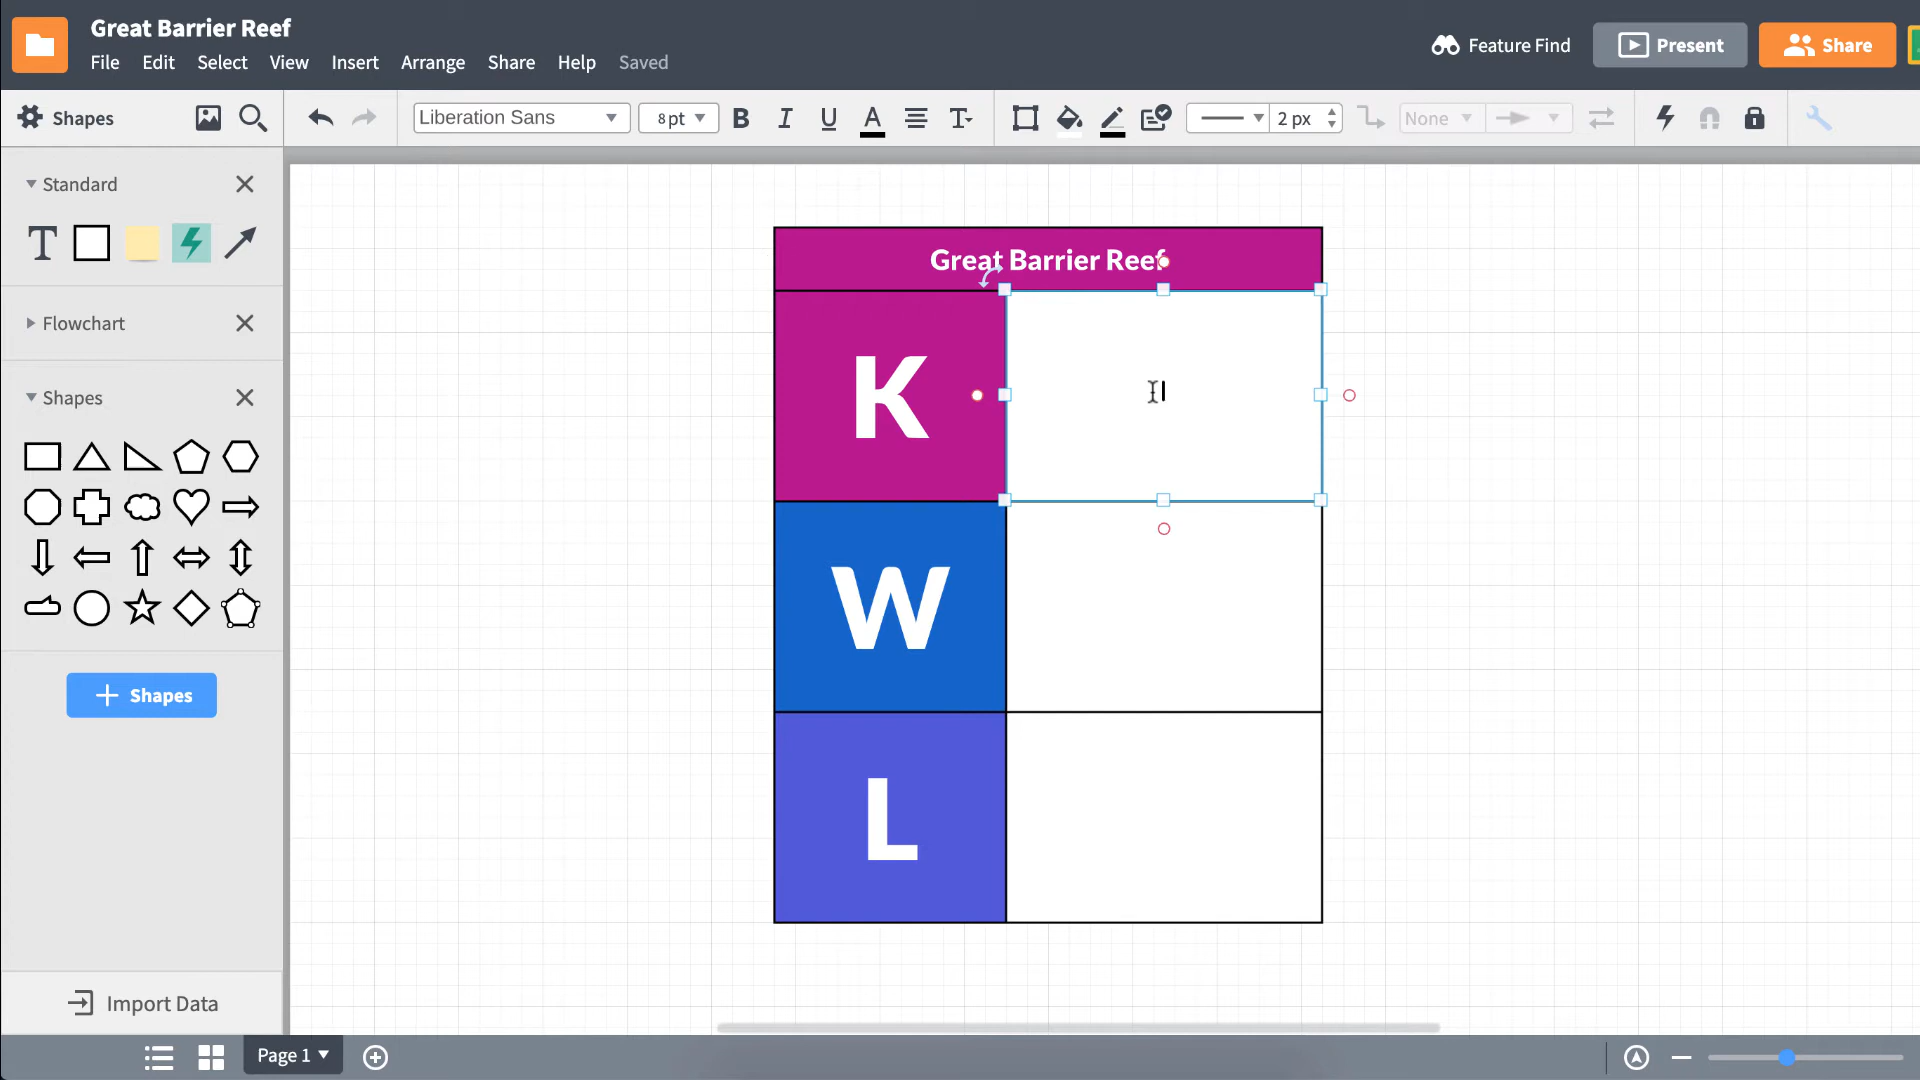 Great Barrier Reef
File Edit Select View Insert Arrange Share Help Saved
Feature Find
Present
Share
Shapes
Liberation Sans
8 pt
B I U A T
2 px
None
Standard
T
Flowchart
Shapes
Shapes
Import Data
Great Barrier Reef
K
W
L
Page 1